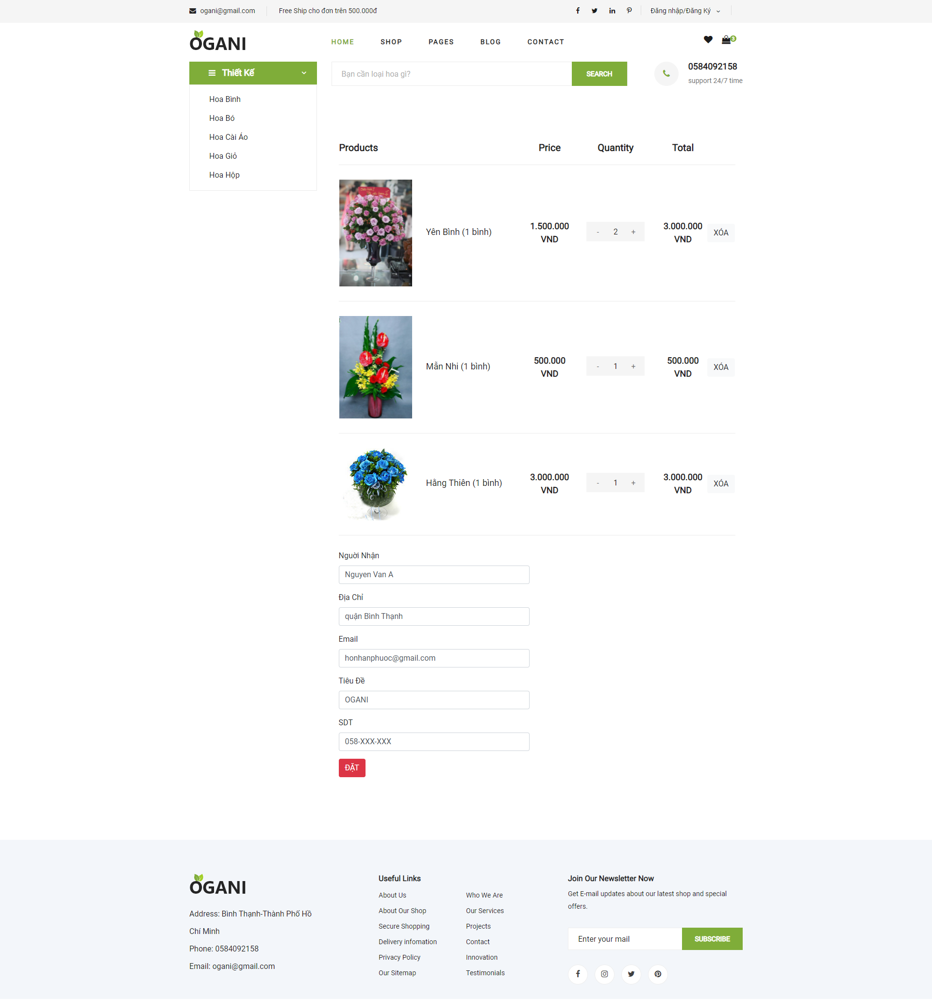 ogani@gmail.com
Free Ship cho đơn trên 500.000đ
Đăng nhập/Đăng Ký
OGANI
HOME
SHOP
PAGES
BLOG
CONTACT
3
Thiết Kế
Bạn cần loại hoa gì?
SEARCH
0584092158
support 24/7 time
Hoa Bình
Hoa Bó
Hoa Cài Áo
Hoa Giỏ
Hoa Hộp
Products
Price
Quantity
Total
Yên Bình (1 bình)
1.500.000
VND
- 2 +
3.000.000
VND
XÓA
Mẫn Nhi (1 bình)
500.000
VND
- 1 +
500.000
VND
XÓA
Hằng Thiên (1 bình)
3.000.000
VND
- 1 +
3.000.000
VND
XÓA
Người Nhận
Nguyen Van A
Địa Chỉ
quận Bình Thạnh
Email
honhanphuoc@gmail.com
Tiêu Đề
OGANI
SDT
058-XXX-XXX
ĐẶT
OGANI
Address: Bình Thạnh-Thành Phố Hồ
Chí Minh
Phone: 0584092158
Email: ogani@gmail.com
Useful Links
About Us
About Our Shop
Secure Shopping
Delivery infomation
Privacy Policy
Our Sitemap
Who We Are
Our Services
Projects
Contact
Innovation
Testimonials
Join Our Newsletter Now
Get E-mail updates about our latest shop and special
offers.
Enter your mail
SUBSCRIBE